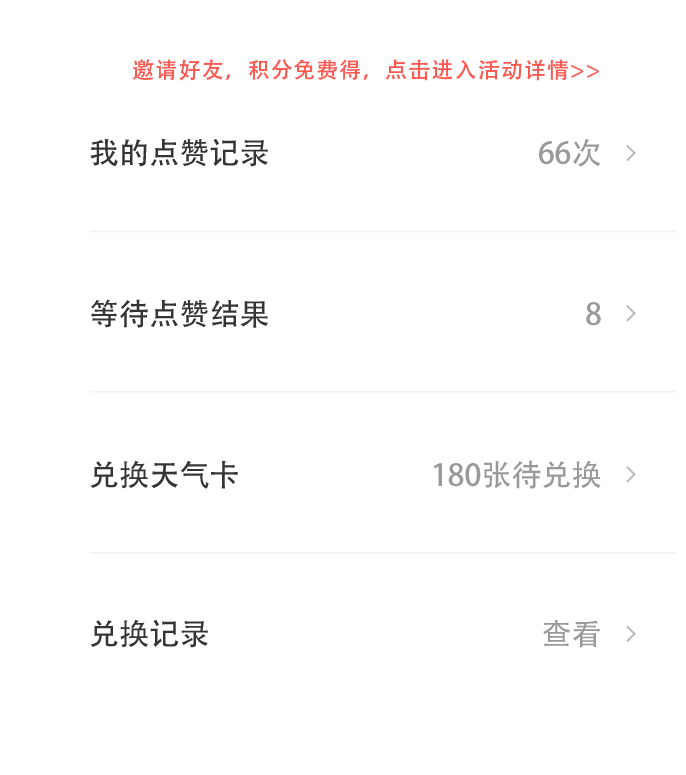 邀请好友，积分免费得，点击进入活动详情>>
我的点赞记录 66次
等待点赞结果 8
兑换天气卡 180张待兑换
兑换记录 查看